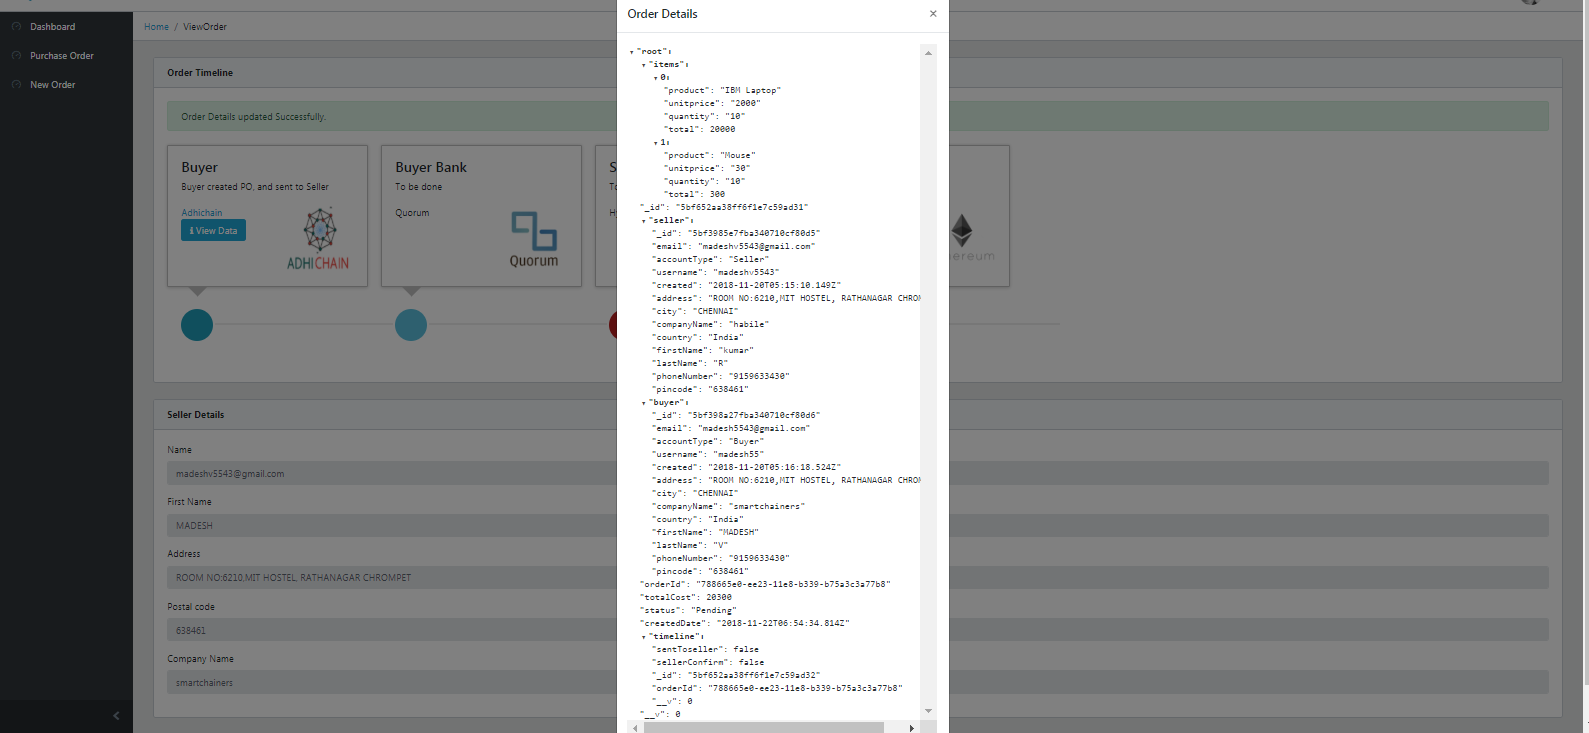 Dashboard
Purchase Order
New Order
Home / ViewOrder
Order Timeline
Order Details updated Successfully.
Buyer
Buyer created PO, and sent to Seller
Adhichain
View Data
ADHICHAIN
Buyer Bank
To be done
Quorum
Quorum
S
To
Hy
ereum
Seller Details
Name
madeshv5543@gmail.com
First Name
MADESH
Address
ROOM NO:6210,MIT HOSTEL, RATHANAGAR CHROMPET
Postal code
638461
Company Name
smartchainers
Order Details ×
"root":
"items":
0:
"product": "IBM Laptop"
"unitprice": "2000"
"quantity": "10"
"total": 20000
1:
"product": "Mouse"
"unitprice": "30"
"quantity": "10"
"total": 300
"_id": "5bf652aa38ff6f1e7c59ad31"
"seller":
"_id": "5bf3985e7fba340710cf80d5"
"email": "madeshv5543@gmail.com"
"accountType": "Seller"
"username": "madeshv5543"
"created": "2018-11-20T05:15:10.149Z"
"address": "ROOM NO:6210,MIT HOSTEL, RATHANAGAR CHROM
"city": "CHENNAI"
"companyName": "habile"
"country": "India"
"firstName": "kumar"
"lastName": "R"
"phoneNumber": "9159633430"
"pincode": "638461"
"buyer":
"_id": "5bf398a27fba340710cf80d6"
"email": "madesh5543@gmail.com"
"accountType": "Buyer"
"username": "madesh55"
"created": "2018-11-20T05:16:18.524Z"
"address": "ROOM NO:6210,MIT HOSTEL, RATHANAGAR CHROM
"city": "CHENNAI"
"companyName": "smartchainers"
"country": "India"
"firstName": "MADESH"
"lastName": "V"
"phoneNumber": "9159633430"
"pincode": "638461"
"orderId": "788665e0-ee23-11e8-b339-b75a3c3a77b8"
"totalCost": 20300
"status": "Pending"
"createdDate": "2018-11-22T06:54:34.814Z"
"timeline":
"sentToseller": false
"sellerConfirm": false
"_id": "5bf652aa38ff6f1e7c59ad32"
"orderId": "788665e0-ee23-11e8-b339-b75a3c3a77b8"
"__v": 0
"__v": 0